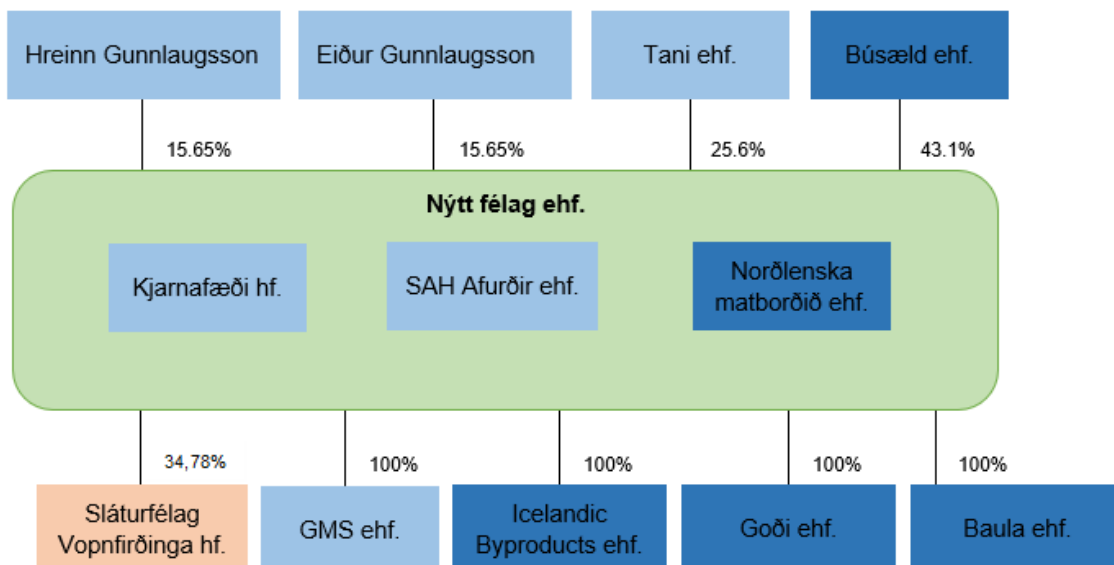 Hreinn Gunnlaugsson
Eiður Gunnlaugsson
Tani ehf.
Búsæld ehf.
15.65%
15.65%
25.6%
43.1%
Nýtt félag ehf.
Kjarnafæði hf.
SAH Afurðir ehf.
Norðlenska
matborðið ehf.
34,78%
100%
100%
100%
100%
Sláturfélag
Vopnfirðinga hf.
GMS ehf.
Icelandic
Byproducts ehf.
Goði ehf.
Baula ehf.